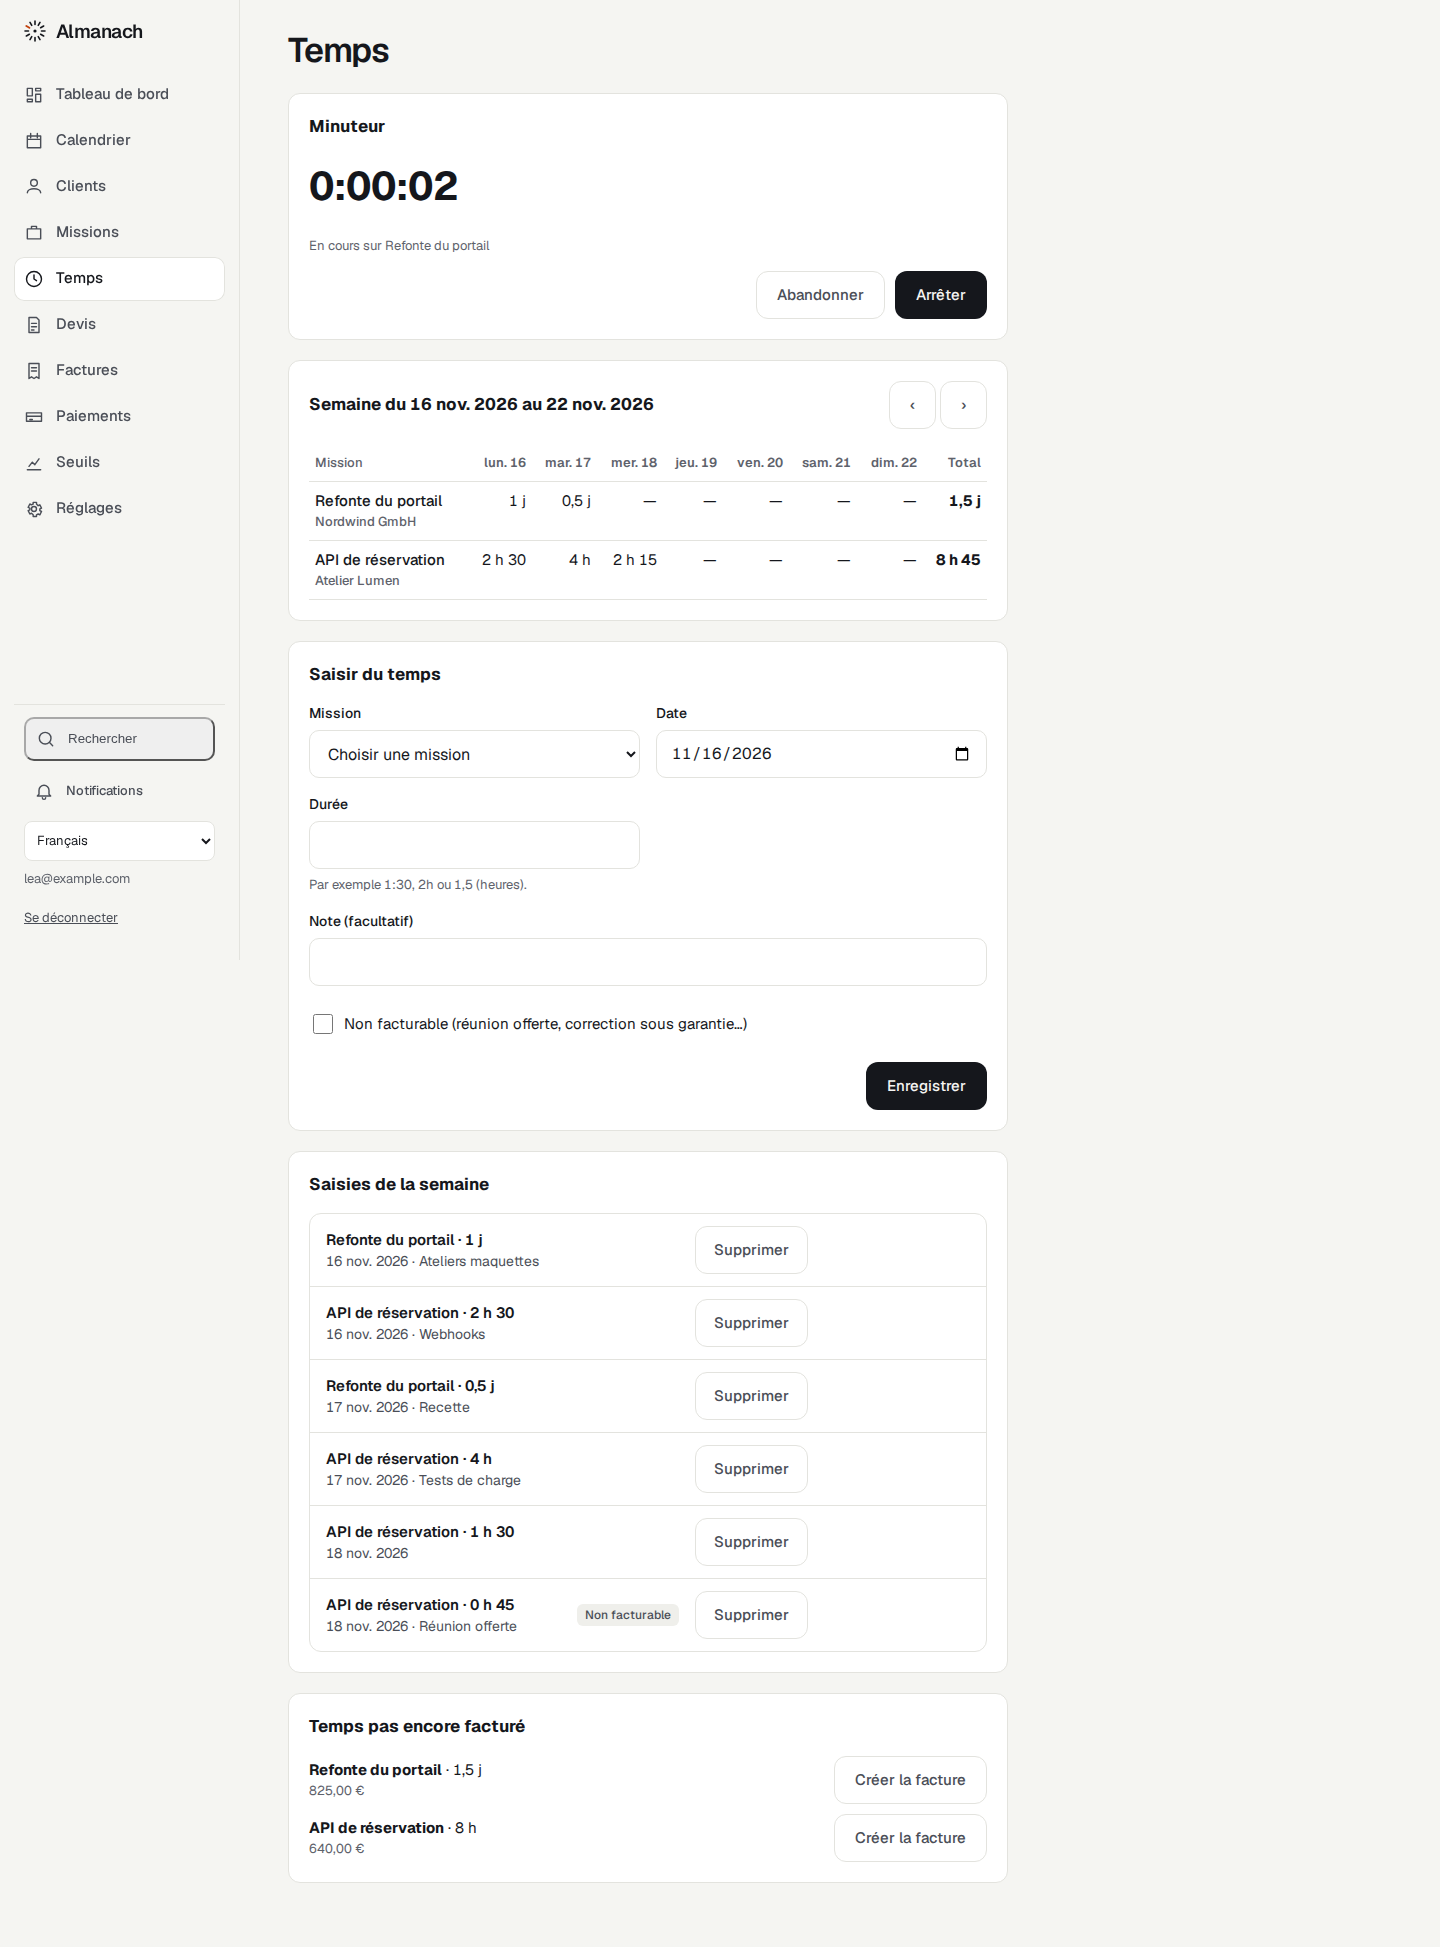 Almanach
Tableau de bord
Calendrier
Clients
Missions
Temps
Devis
Factures
Paiements
Seuils
Réglages
Rechercher
Notifications
Français
lea@example.com
Se déconnecter
Temps
Minuteur
0:00:02
En cours sur Refonte du portail
Abandonner Arrêter
Semaine du 16 nov. 2026 au 22 nov. 2026 ‹ ›
Mission lun. 16 mar. 17 mer. 18 jeu. 19 ven. 20 sam. 21 dim. 22 Total
Refonte du portail 1 j 0,5 j — — — — — 1,5 j
Nordwind GmbH
API de réservation 2 h 30 4 h 2 h 15 — — — — 8 h 45
Atelier Lumen
Saisir du temps
Mission Date
Choisir une mission 11/16/2026
Durée
Par exemple 1:30, 2h ou 1,5 (heures).
Note (facultatif)
Non facturable (réunion offerte, correction sous garantie…)
Enregistrer
Saisies de la semaine
Refonte du portail · 1 j Supprimer
16 nov. 2026 · Ateliers maquettes
API de réservation · 2 h 30 Supprimer
16 nov. 2026 · Webhooks
Refonte du portail · 0,5 j Supprimer
17 nov. 2026 · Recette
API de réservation · 4 h Supprimer
17 nov. 2026 · Tests de charge
API de réservation · 1 h 30 Supprimer
18 nov. 2026
API de réservation · 0 h 45 Non facturable Supprimer
18 nov. 2026 · Réunion offerte
Temps pas encore facturé
Refonte du portail · 1,5 j Créer la facture
825,00 €
API de réservation · 8 h Créer la facture
640,00 €